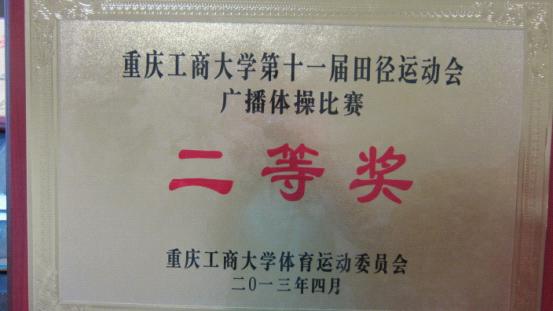 重庆工商大学第十一届田径运动会
广播体操比赛
二等奖
重庆工商大学体育运动委员会
二〇一三年四月